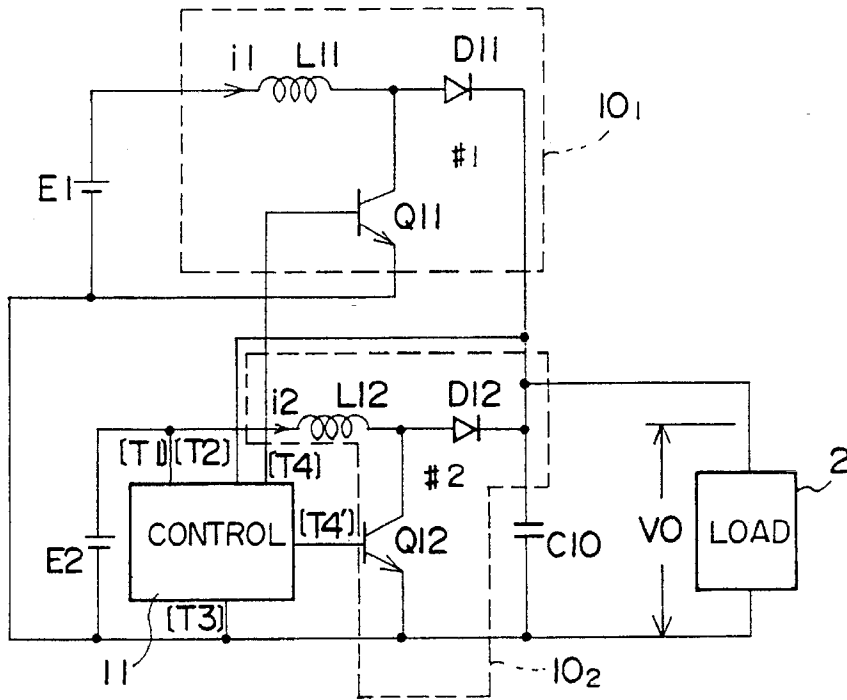 i1 L11 D11
10₁
#1
E1
Q11
i2 L12 D12
[T1] [T2] [T4]
#2
2
CONTROL
[T4']
Q12
C10
VO
LOAD
E2
[T3]
11
10₂